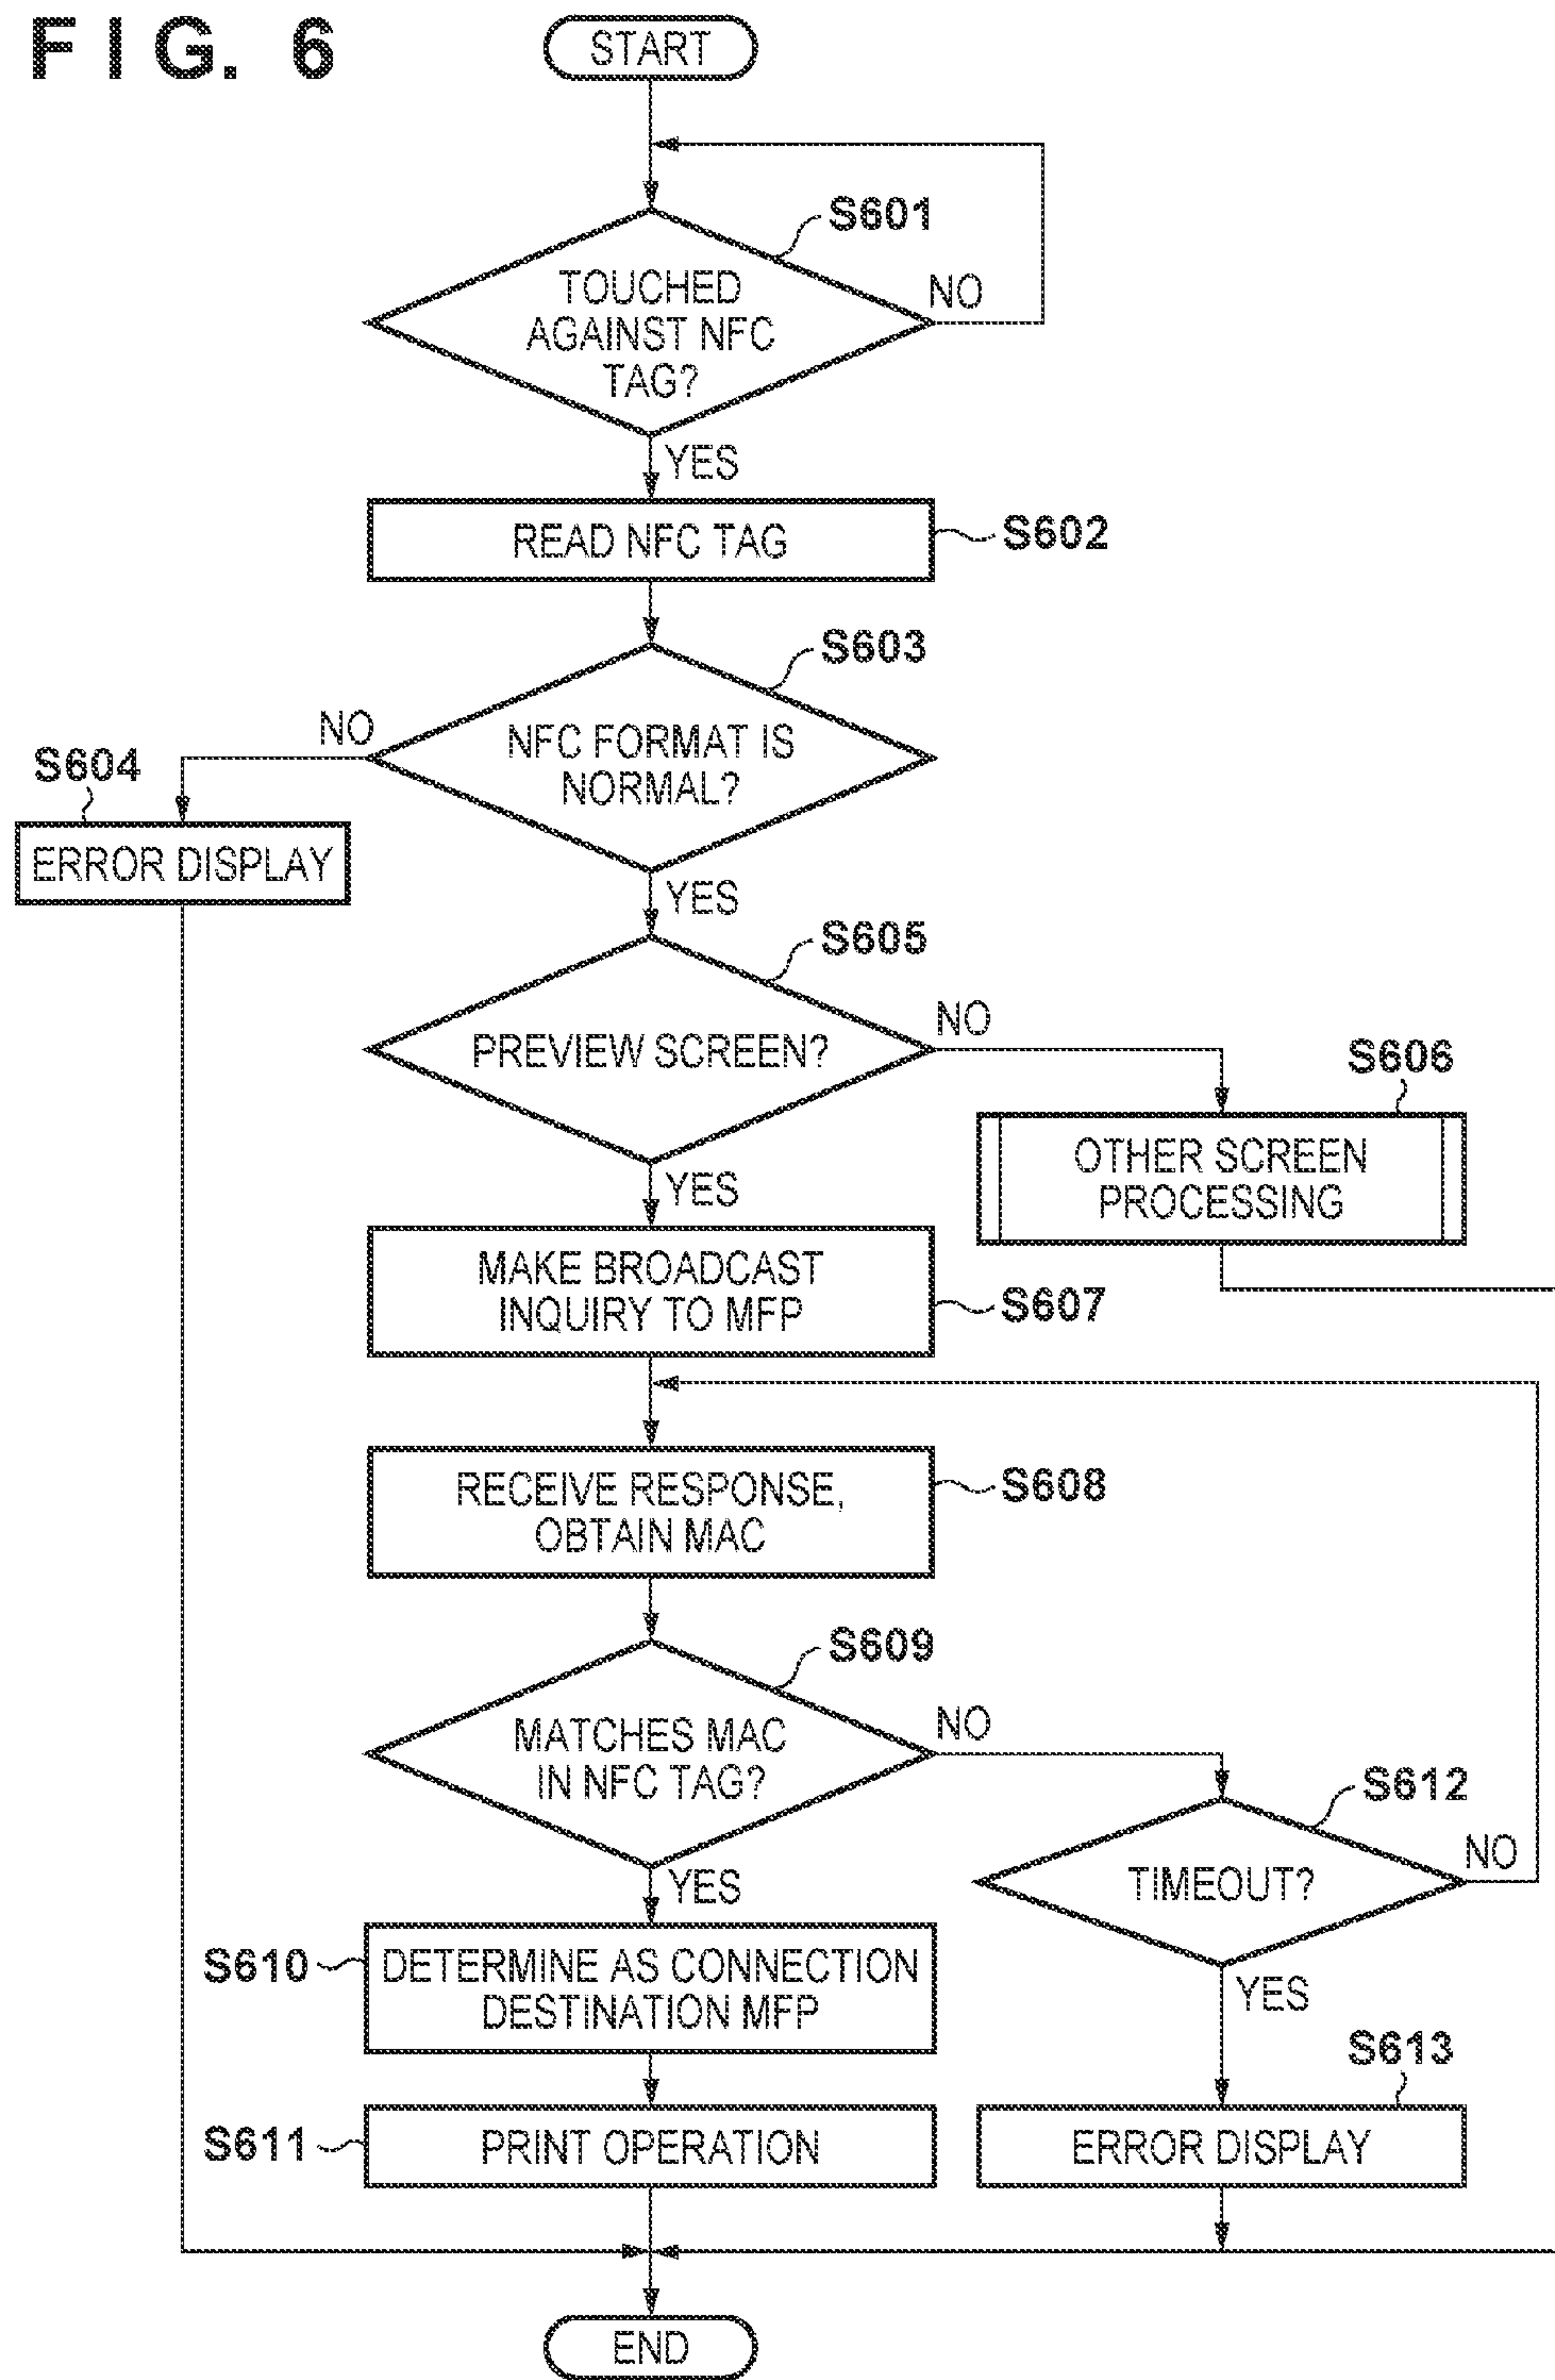 FIG. 6
START
S601
TOUCHED
AGAINST NFC
TAG?
NO
YES
READ NFC TAG
S602
S603
NFC FORMAT IS
NORMAL?
NO
S604
ERROR DISPLAY
YES
S605
PREVIEW SCREEN?
NO
S606
OTHER SCREEN
PROCESSING
YES
MAKE BROADCAST
INQUIRY TO MFP
S607
RECEIVE RESPONSE,
OBTAIN MAC
S608
S609
MATCHES MAC
IN NFC TAG?
NO
S612
TIMEOUT?
NO
YES
YES
S610
DETERMINE AS CONNECTION
DESTINATION MFP
S613
ERROR DISPLAY
S611
PRINT OPERATION
END